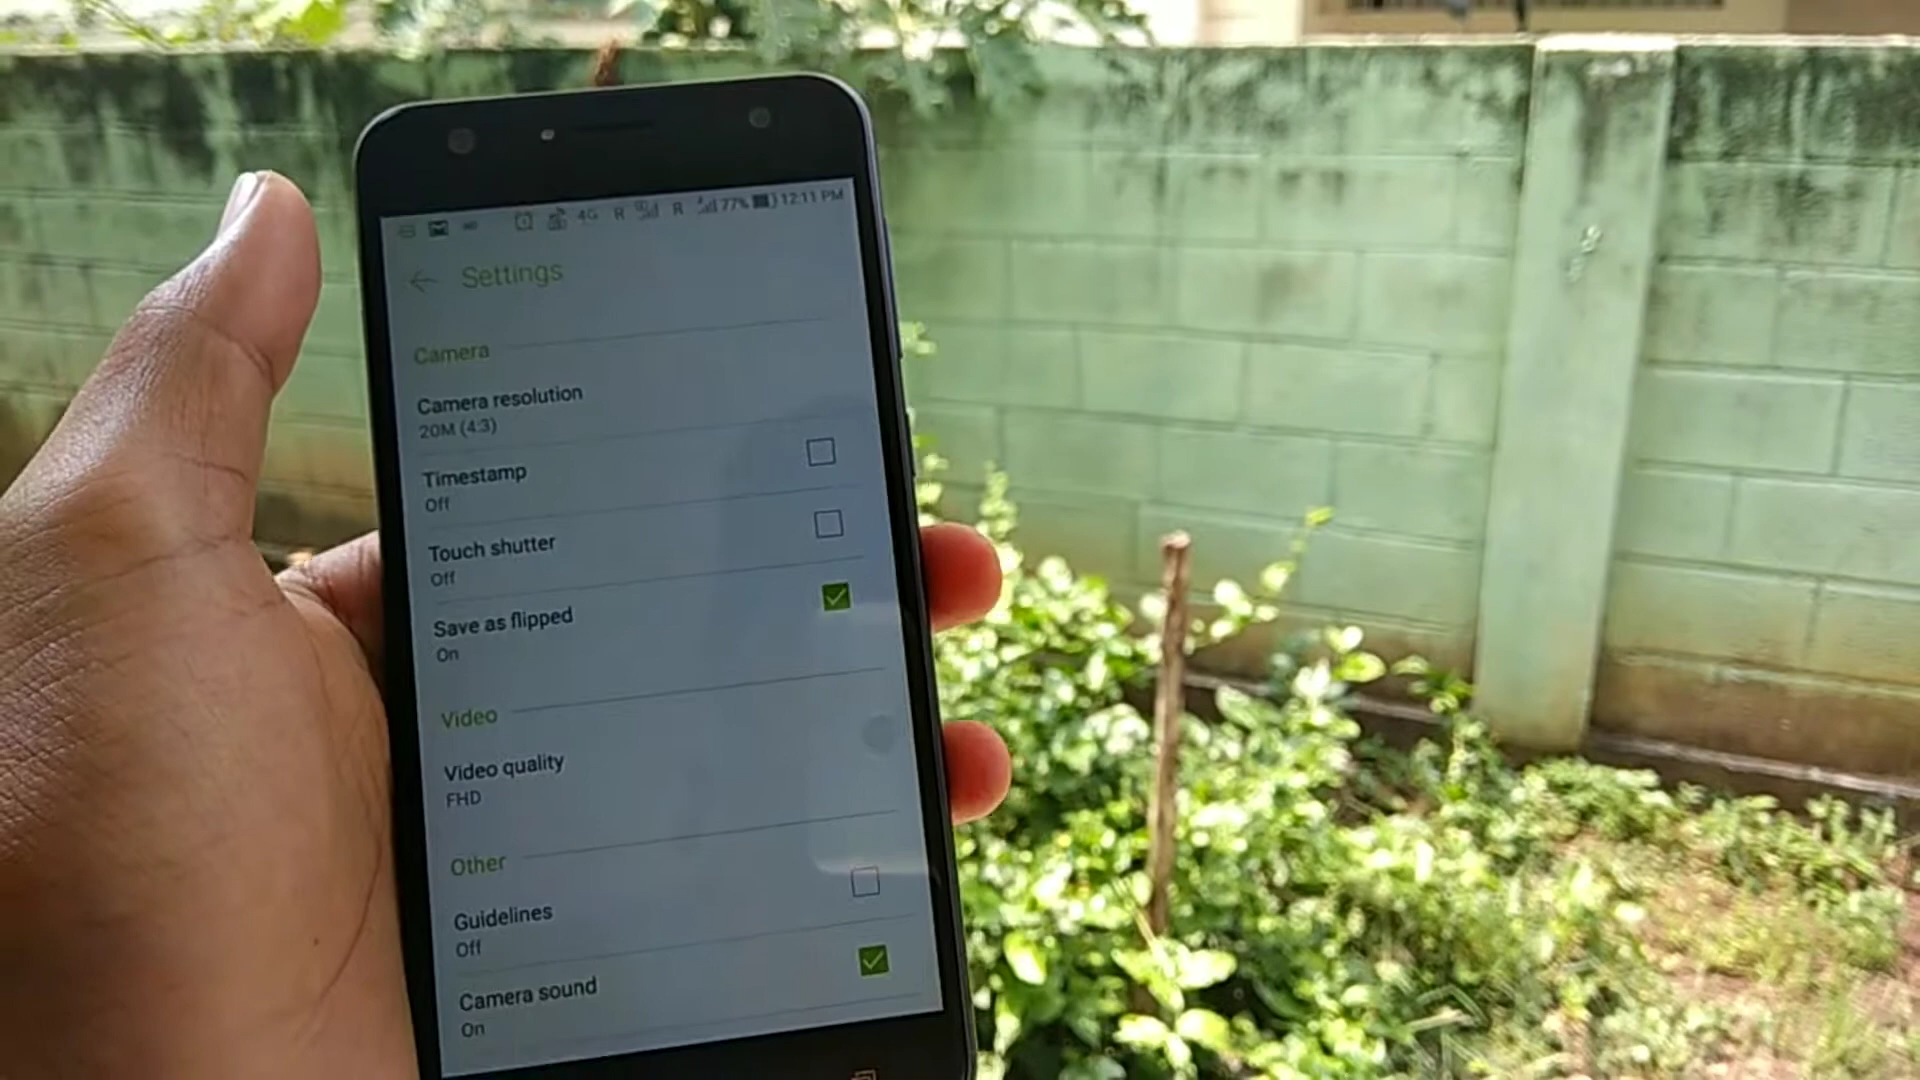 4G R R 77% 12:11 PM
Settings
Camera
Camera resolution
20M (4:3)
Timestamp
Off
Touch shutter
Off
Save as flipped
On
Video
Video quality
FHD
Other
Guidelines
Off
Camera sound
On